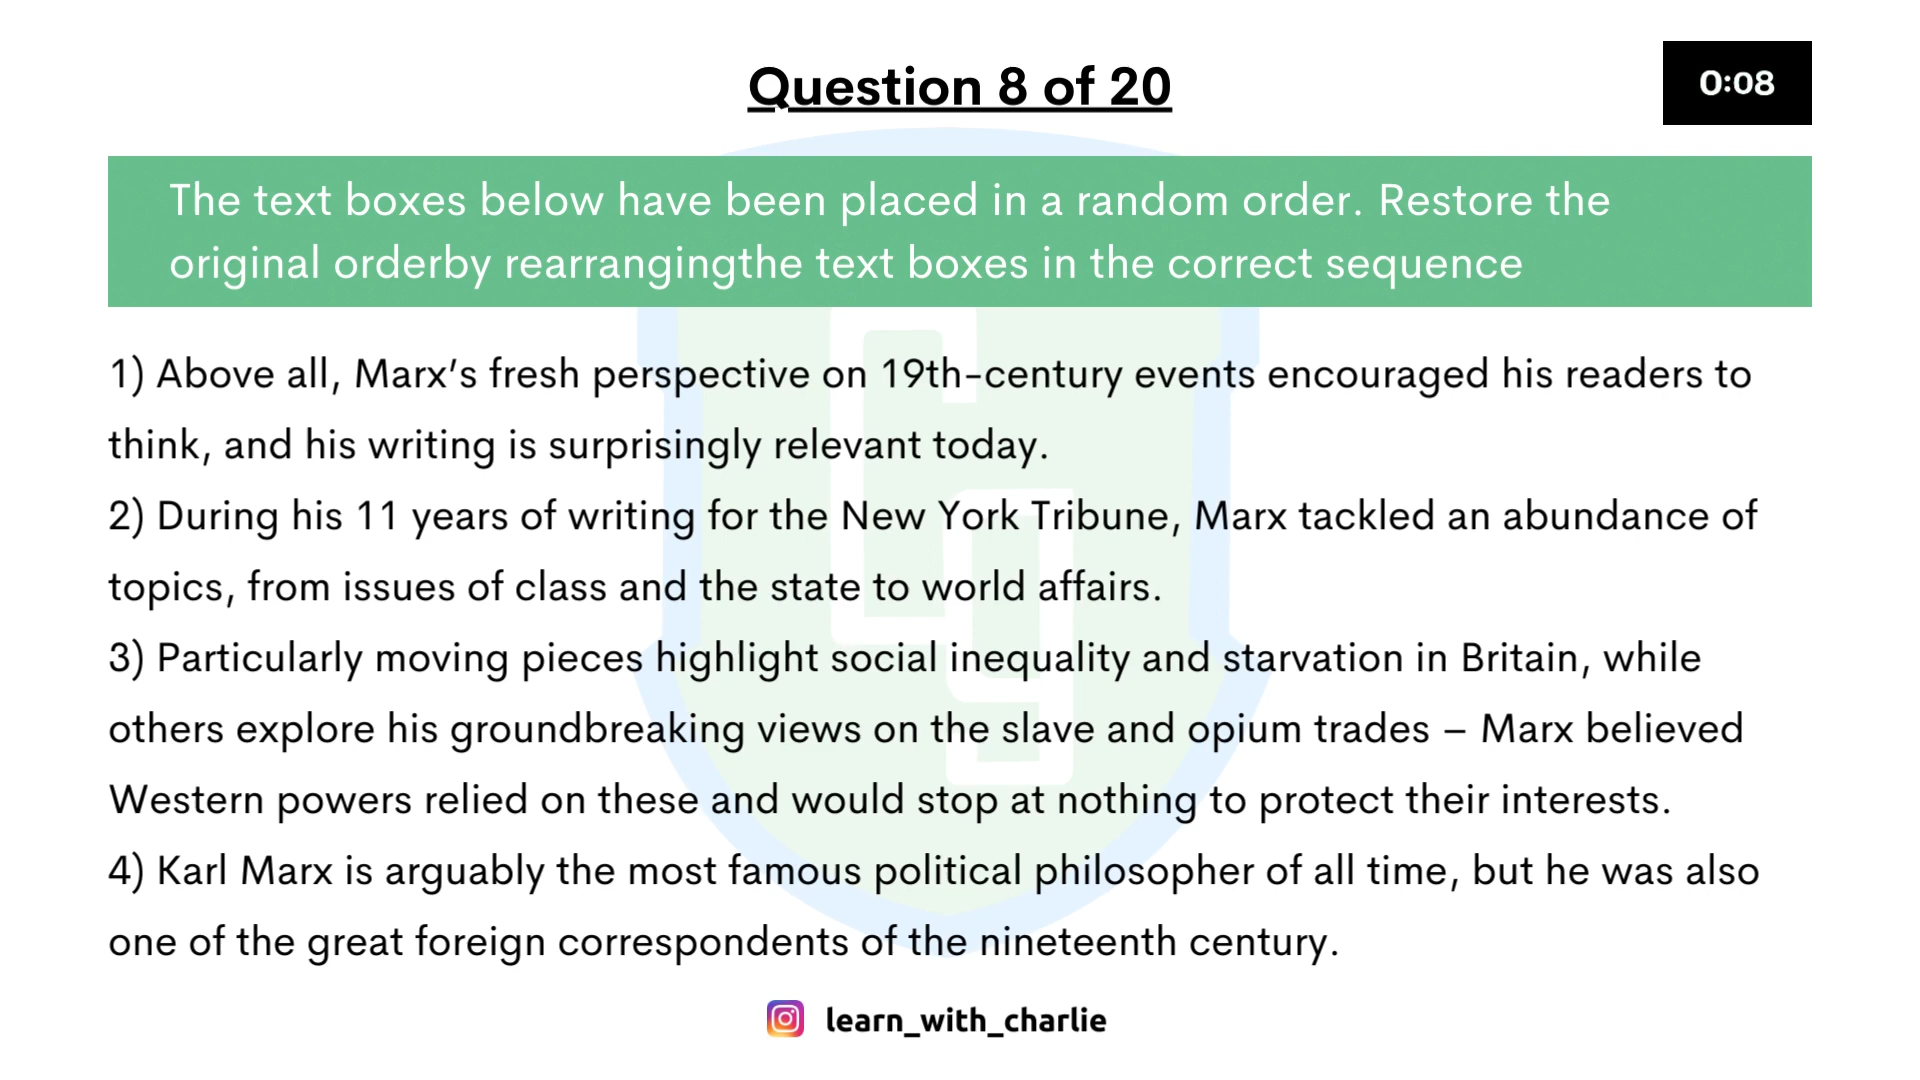 Question 8 of 20
0:08
The text boxes below have been placed in a random order. Restore the
original orderby rearrangingthe text boxes in the correct sequence
1) Above all, Marx's fresh perspective on 19th-century events encouraged his readers to
think, and his writing is surprisingly relevant today.
2) During his 11 years of writing for the New York Tribune, Marx tackled an abundance of
topics, from issues of class and the state to world affairs.
3) Particularly moving pieces highlight social inequality and starvation in Britain, while
others explore his groundbreaking views on the slave and opium trades – Marx believed
Western powers relied on these and would stop at nothing to protect their interests.
4) Karl Marx is arguably the most famous political philosopher of all time, but he was also
one of the great foreign correspondents of the nineteenth century.
learn_with_charlie